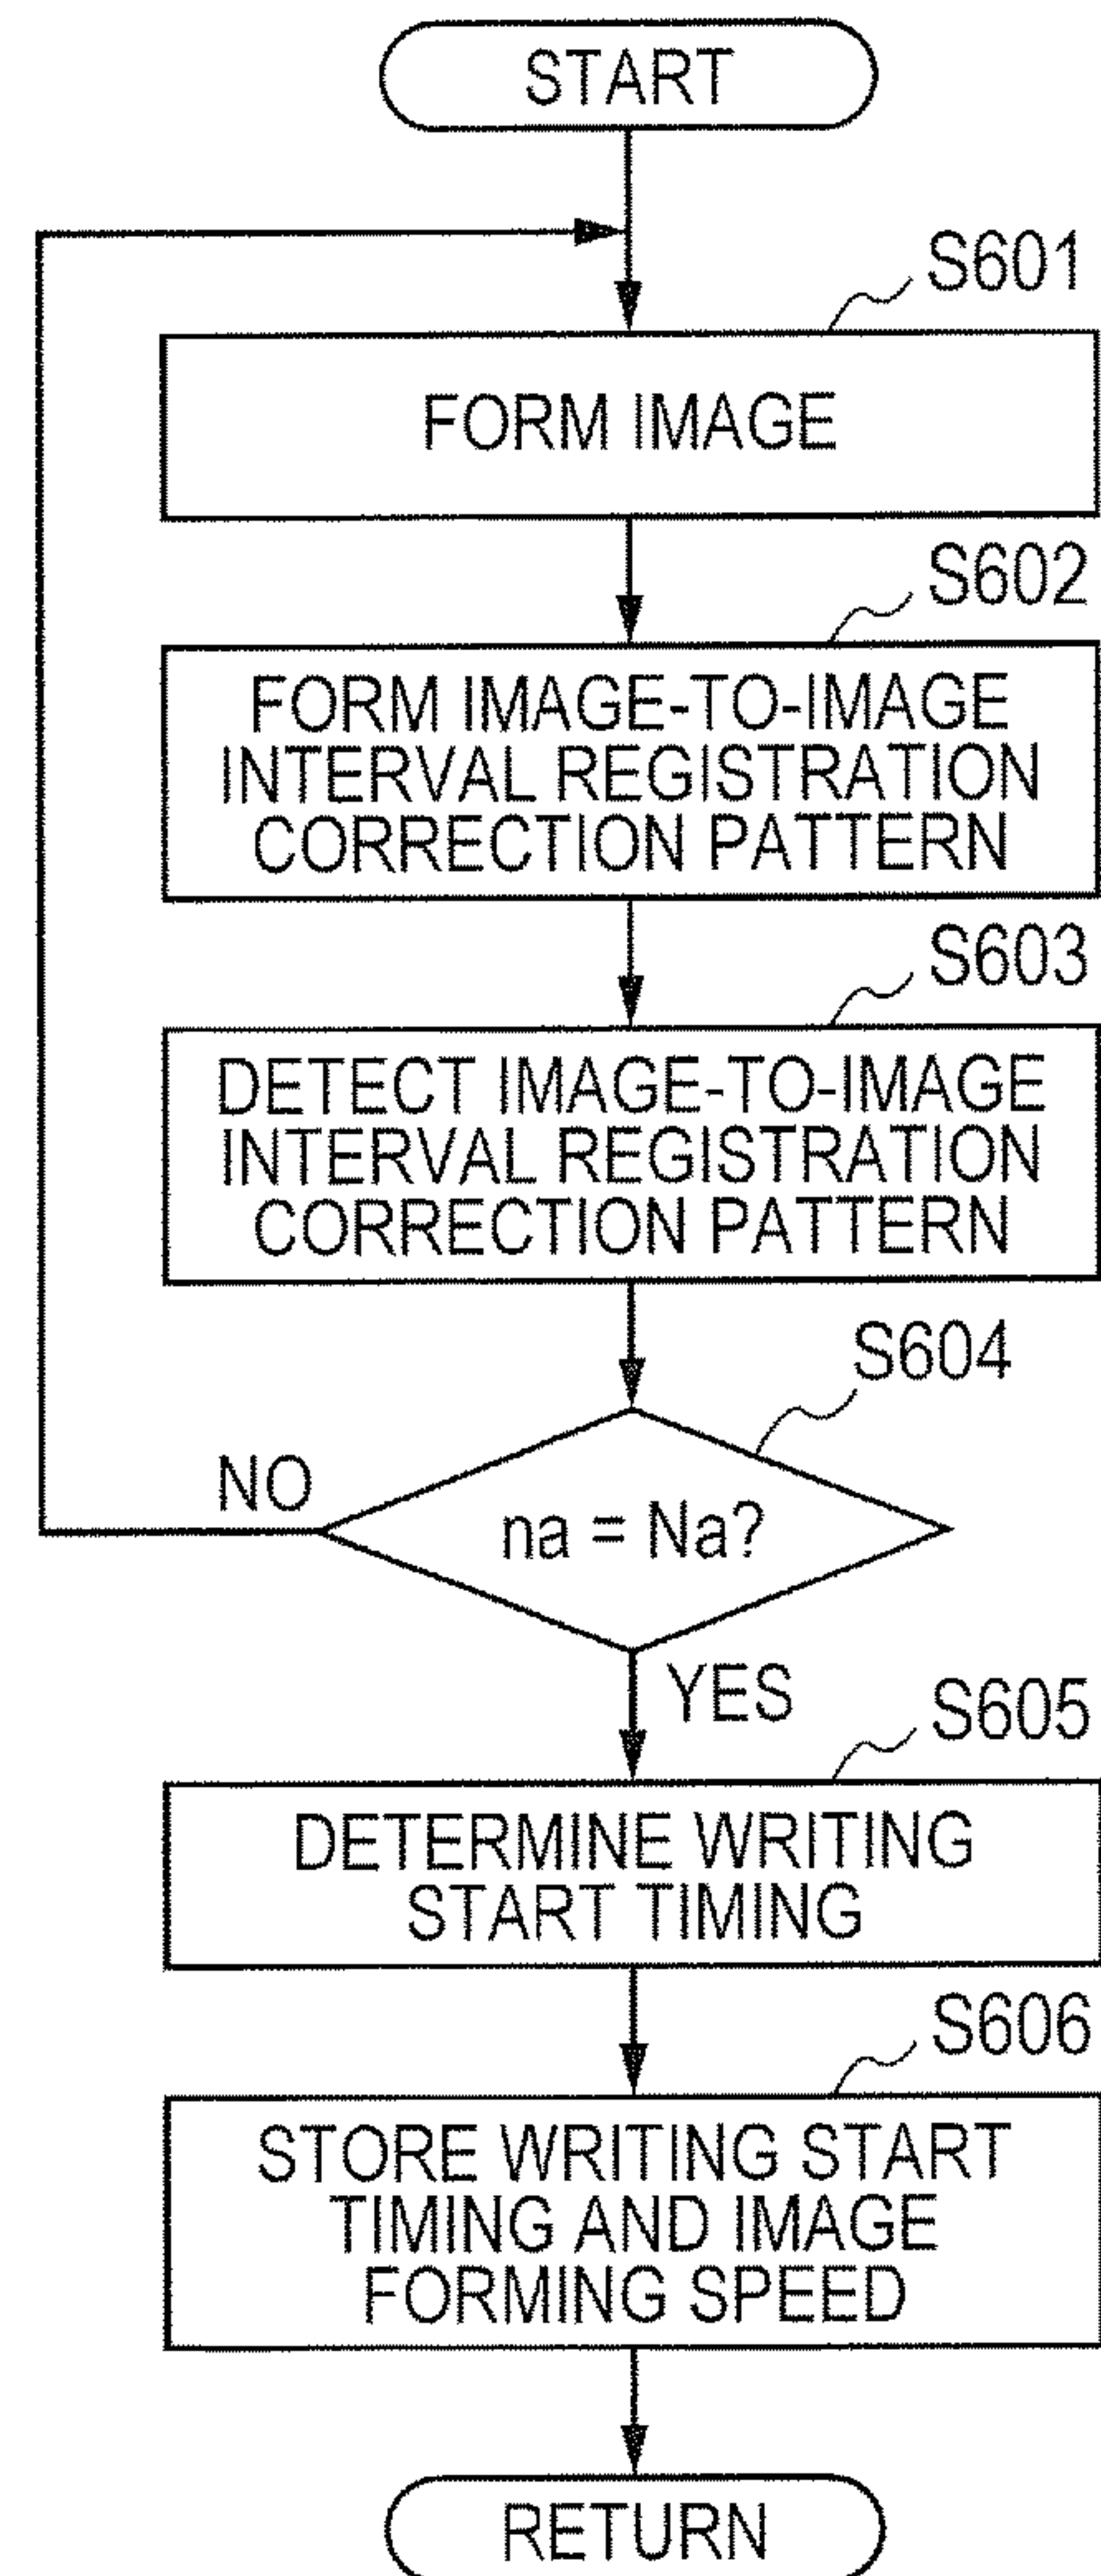 START
S601
FORM IMAGE
S602
FORM IMAGE-TO-IMAGE
INTERVAL REGISTRATION
CORRECTION PATTERN
S603
DETECT IMAGE-TO-IMAGE
INTERVAL REGISTRATION
CORRECTION PATTERN
S604
NO
na = Na?
YES
S605
DETERMINE WRITING
START TIMING
S606
STORE WRITING START
TIMING AND IMAGE
FORMING SPEED
RETURN